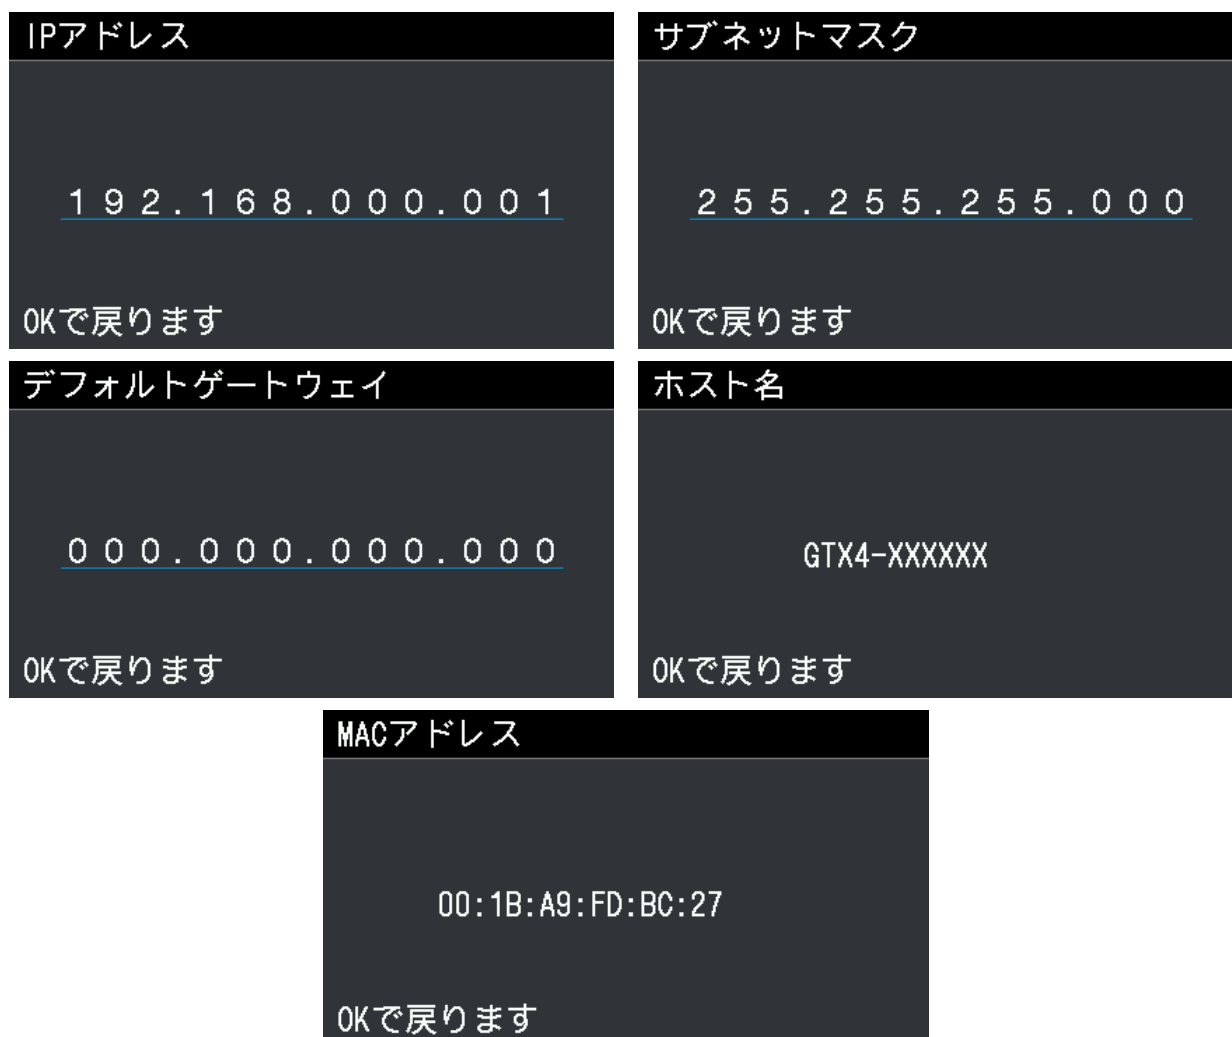 IPアドレス
192.168.000.001
OKで戻ります
サブネットマスク
255.255.255.000
OKで戻ります
デフォルトゲートウェイ
000.000.000.000
OKで戻ります
ホスト名
GTX4-XXXXXX
OKで戻ります
MACアドレス
00:1B:A9:FD:BC:27
OKで戻ります